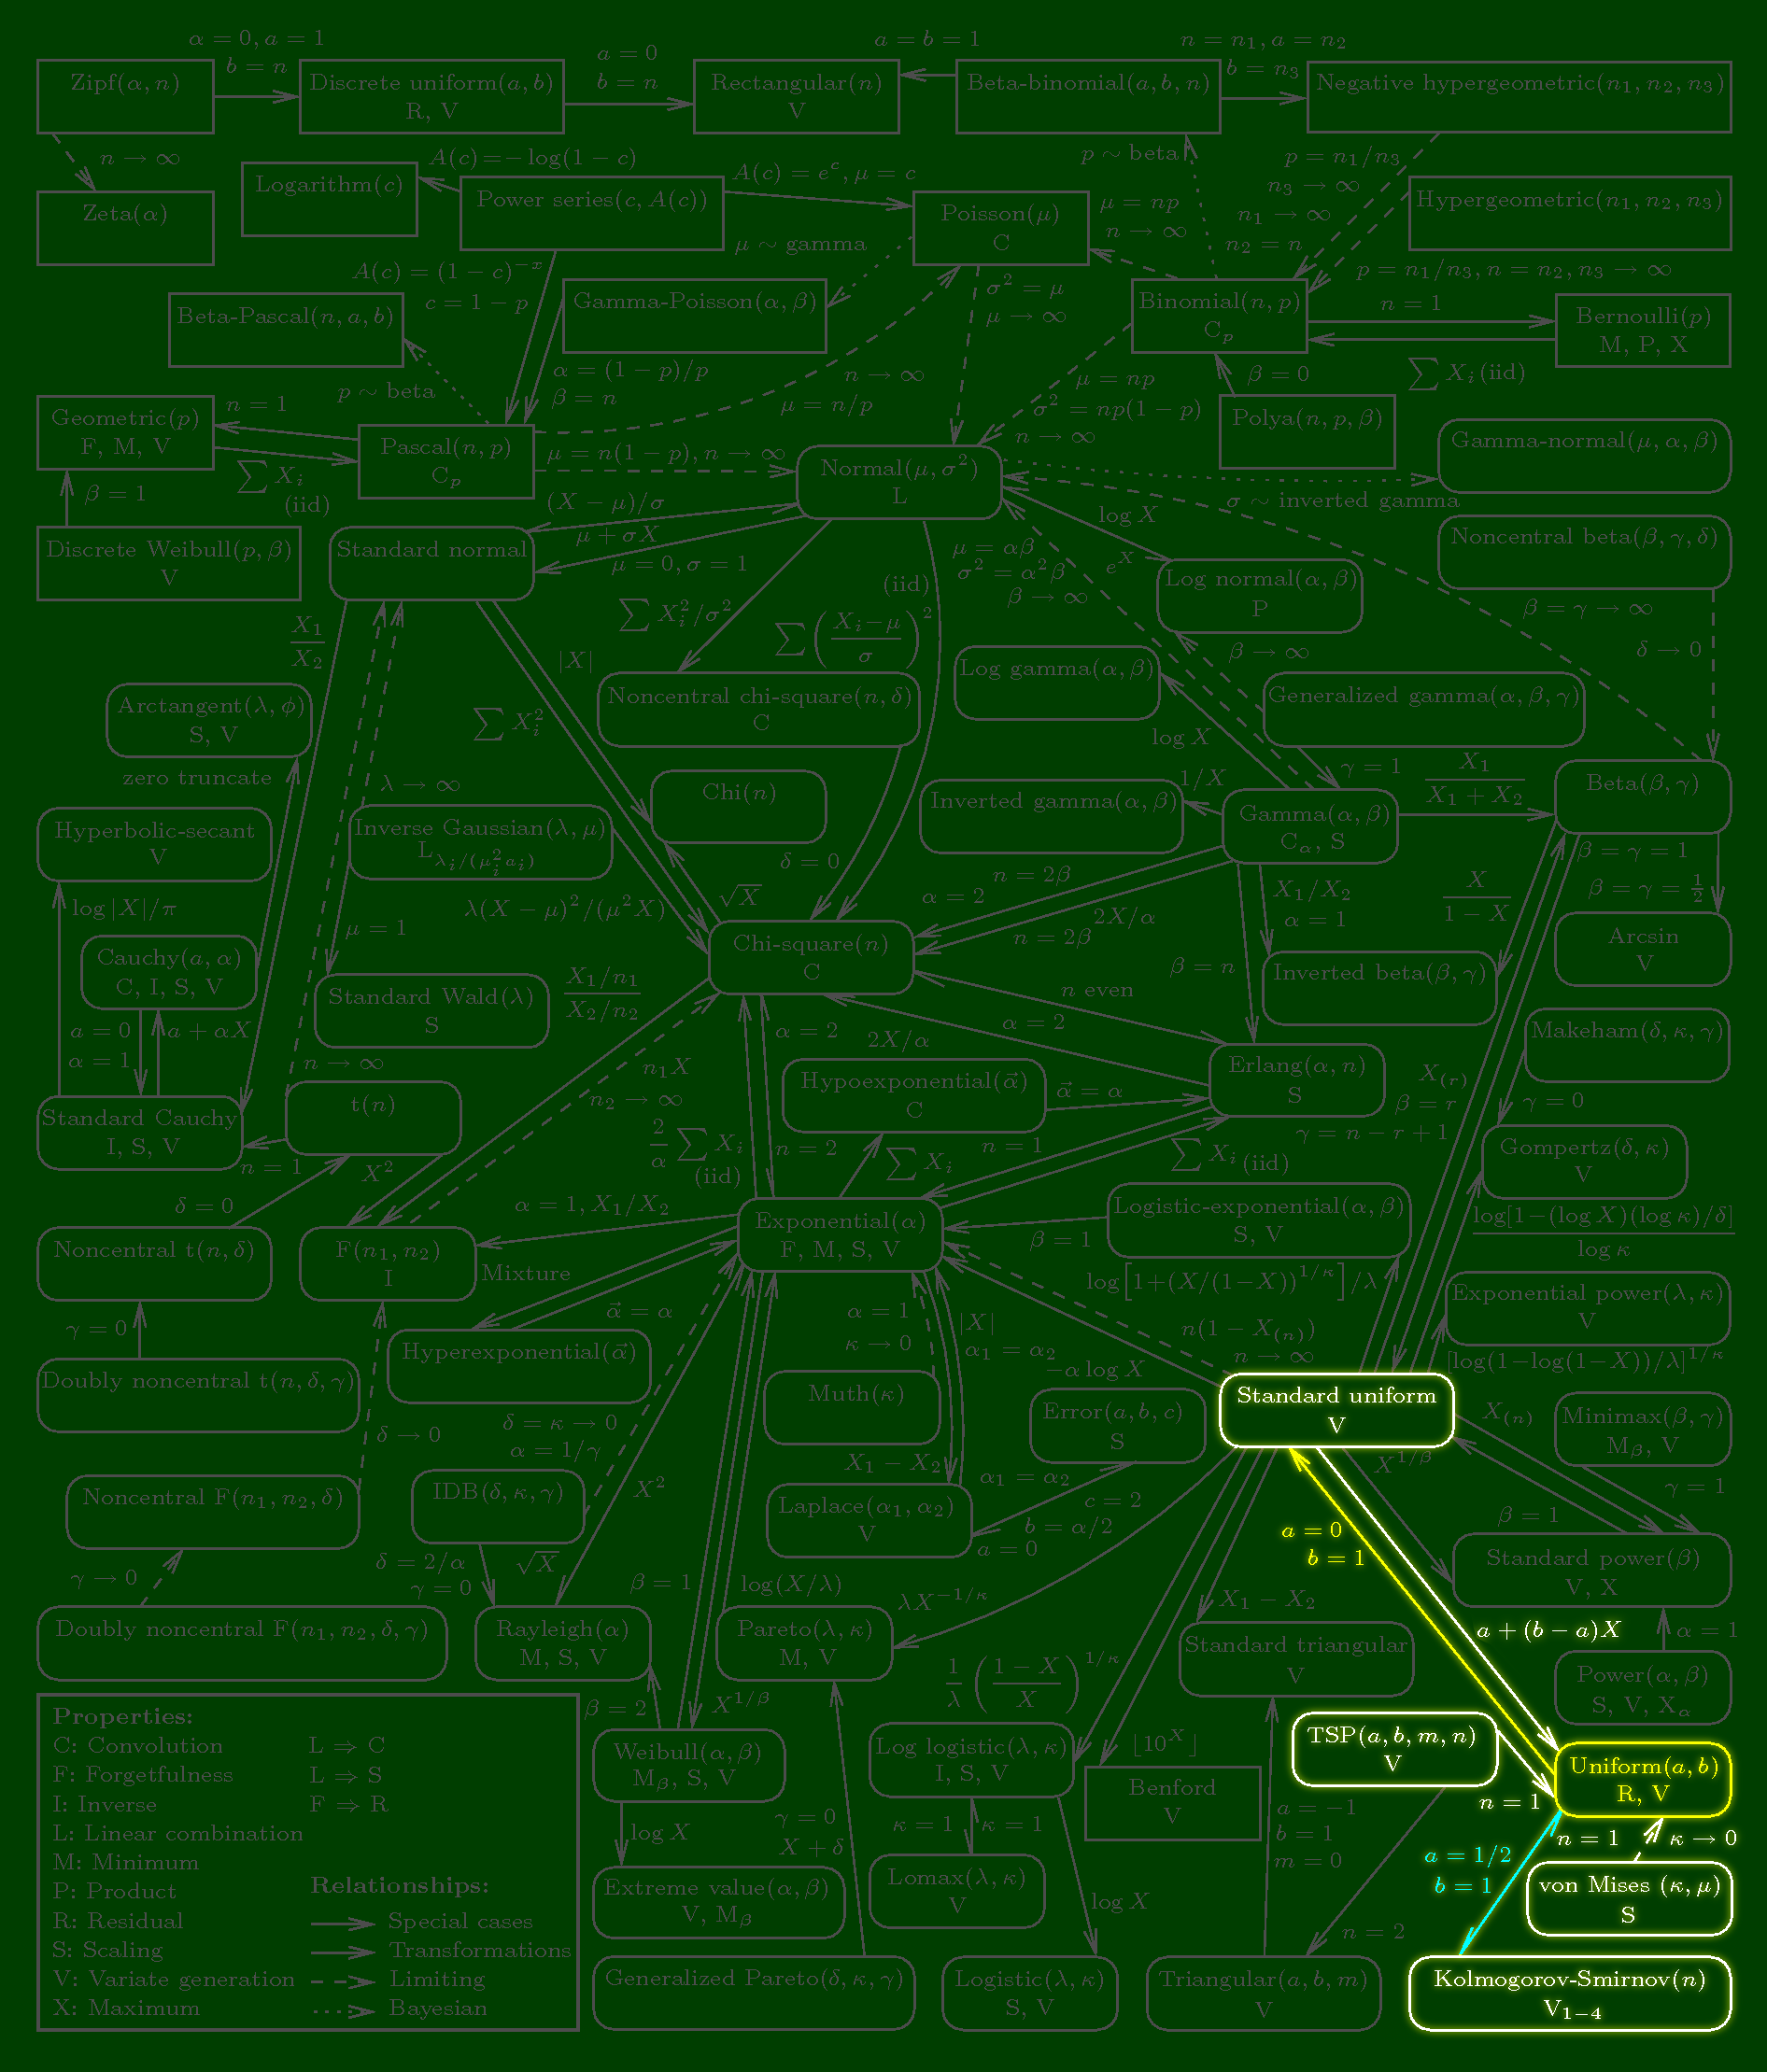 α = 0, a = 1
b = n
a = 0
b = n
a = b = 1
n = n₁, a = n₂
b = n₃
Zipf(α, n)
Discrete uniform(a, b)
R, V
Rectangular(n)
V
Beta-binomial(a, b, n)
Negative hypergeometric(n₁, n₂, n₃)
n → ∞
A(c) = − log(1 − c)
A(c) = eᶜ, μ = c
p ∼ beta
p = n₁/n₃
n₃ → ∞
n₁ → ∞
n₂ = n
Zeta(α)
Logarithm(c)
Power series(c, A(c))
Poisson(μ)
C
μ = np
n → ∞
Hypergeometric(n₁, n₂, n₃)
μ ∼ gamma
A(c) = (1 − c)⁻ˣ
c = 1 − p
σ² = μ
μ → ∞
p = n₁/n₃, n = n₂, n₃ → ∞
Beta-Pascal(n, a, b)
Gamma-Poisson(α, β)
Binomial(n, p)
Cₚ
n = 1
Bernoulli(p)
M, P, X
∑ Xᵢ (iid)
p ∼ beta
α = (1 − p)/p
β = n
n → ∞
μ = n/p
μ = np
σ² = np(1 − p)
n → ∞
β = 0
Polya(n, p, β)
Geometric(p)
F, M, V
n = 1
∑ Xᵢ
(iid)
Pascal(n, p)
Cₚ
μ = n(1 − p), n → ∞
Normal(μ, σ²)
L
Gamma-normal(μ, α, β)
σ ∼ inverted gamma
β = 1
(X − μ)/σ
μ + σX
μ = 0, σ = 1
log X
Discrete Weibull(p, β)
V
Standard normal
(iid)
μ = αβ
σ² = α²β
β → ∞
eˣ
Log normal(α, β)
P
Noncentral beta(β, γ, δ)
X₁/X₂
|X|
∑ Xᵢ²/σ²
∑ ((Xᵢ−μ)/σ)²
β → ∞
β = γ → ∞
δ → 0
Arctangent(λ, φ)
S, V
∑ Xᵢ²
Noncentral chi-square(n, δ)
C
Log gamma(α, β)
Generalized gamma(α, β, γ)
log X
zero truncate
λ → ∞
Chi(n)
1/X
γ = 1
X₁/(X₁ + X₂)
Hyperbolic-secant
V
Inverse Gaussian(λ, μ)
L_{λᵢ/(μᵢ²aᵢ)}
Inverted gamma(α, β)
Gamma(α, β)
C_α, S
Beta(β, γ)
β = γ = 1
β = γ = 1/2
δ = 0
log |X|/π
μ = 1
λ(X − μ)²/(μ²X)
√X
α = 2
n = 2β
2X/α
n = 2β
X₁/X₂
α = 1
X/(1 − X)
Arcsin
V
Cauchy(a, α)
C, I, S, V
Chi-square(n)
C
β = n
Inverted beta(β, γ)
Standard Wald(λ)
S
(X₁/n₁)/(X₂/n₂)
n even
a = 0
α = 1
a + αX
α = 2
2X/α
α = 2
Makeham(δ, κ, γ)
n → ∞
n₁X
n₂ → ∞
Hypoexponential(α⃗)
C
α⃗ = α
Erlang(α, n)
S
X₍ᵣ₎
β = r
γ = n − r + 1
γ = 0
Standard Cauchy
I, S, V
t(n)
n = 1
X²
2/α ∑ Xᵢ
(iid)
n = 2
∑ Xᵢ
n = 1
∑ Xᵢ (iid)
Gompertz(δ, κ)
V
δ = 0
α = 1, X₁/X₂
Exponential(α)
F, M, S, V
Logistic-exponential(α, β)
S, V
β = 1
log[1−(log X)(log κ)/δ]
log κ
Noncentral t(n, δ)
F(n₁, n₂)
I
Mixture
log[1+(X/(1−X))^{1/κ}]/λ
Exponential power(λ, κ)
V
γ = 0
α⃗ = α
α = 1
κ → 0
|X|
α₁ = α₂
n(1 − X₍ₙ₎)
n → ∞
[log(1−log(1−X))/λ]^{1/κ}
Hyperexponential(α⃗)
−α log X
Doubly noncentral t(n, δ, γ)
Muth(κ)
Error(a, b, c)
S
Standard uniform
V
X₍ₙ₎
Minimax(β, γ)
M_β, V
δ → 0
δ = κ → 0
α = 1/γ
X₁ − X₂
X^{1/β}
γ = 1
Noncentral F(n₁, n₂, δ)
IDB(δ, κ, γ)
X²
Laplace(α₁, α₂)
V
α₁ = α₂
c = 2
b = α/2
a = 0
a = 0
b = 1
β = 1
Standard power(β)
V, X
γ → 0
δ = 2/α
γ = 0
√X
β = 1
log(X/λ)
λX^{−1/κ}
X₁ − X₂
Doubly noncentral F(n₁, n₂, δ, γ)
Rayleigh(α)
M, S, V
Pareto(λ, κ)
M, V
Standard triangular
V
a + (b − a)X
α = 1
1/λ ((1 − X)/X)^{1/κ}
Power(α, β)
S, V, X_α
β = 2
X^{1/β}
Properties:
C: Convolution L ⇒ C
F: Forgetfulness L ⇒ S
I: Inverse F ⇒ R
L: Linear combination
M: Minimum
P: Product
R: Residual
S: Scaling
V: Variate generation
X: Maximum
Relationships:
Special cases
Transformations
Limiting
Bayesian
Weibull(α, β)
M_β, S, V
Log logistic(λ, κ)
I, S, V
⌊10ˣ⌋
Benford
V
TSP(a, b, m, n)
V
Uniform(a, b)
R, V
n = 1
log X
γ = 0
X + δ
κ = 1
κ = 1
a = −1
b = 1
m = 0
n = 1
κ → 0
a = 1/2
b = 1
Extreme value(α, β)
V, M_β
Lomax(λ, κ)
V
log X
von Mises (κ, μ)
S
n = 2
Generalized Pareto(δ, κ, γ)
Logistic(λ, κ)
S, V
Triangular(a, b, m)
V
Kolmogorov-Smirnov(n)
V₁₋₄